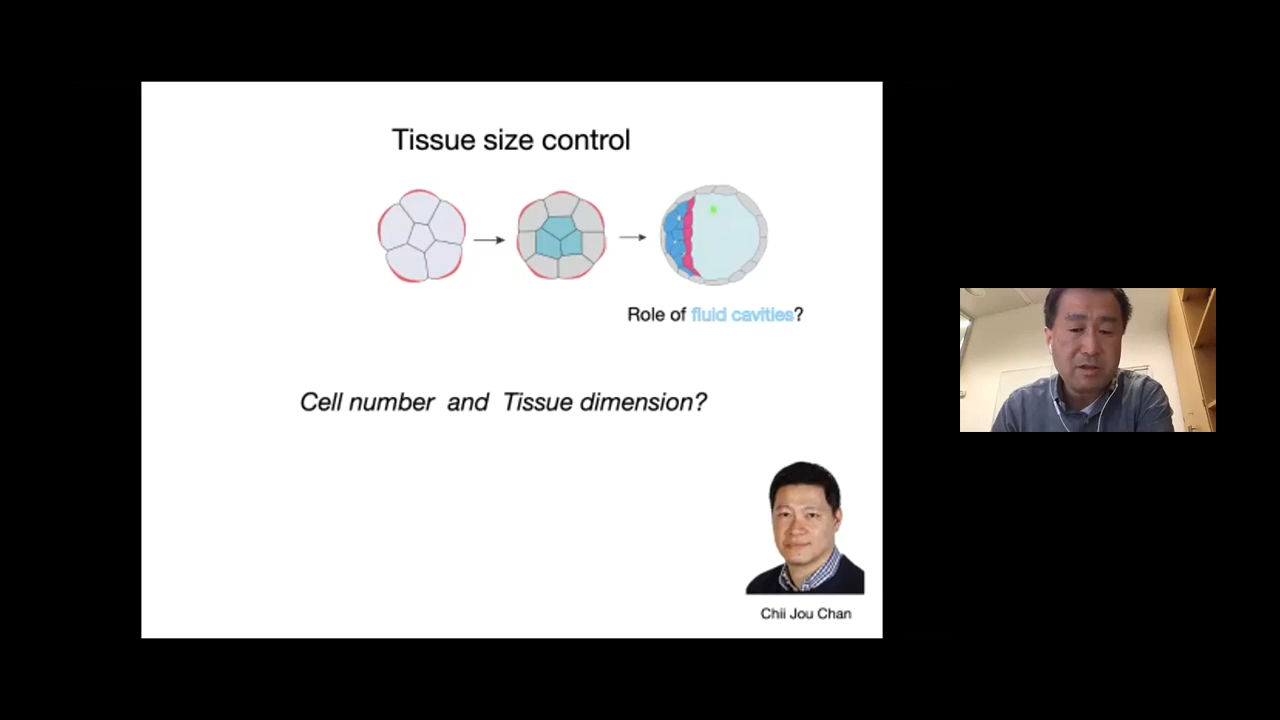 Tissue size control
Role of fluid cavities?
Cell number and Tissue dimension?
Chii Jou Chan